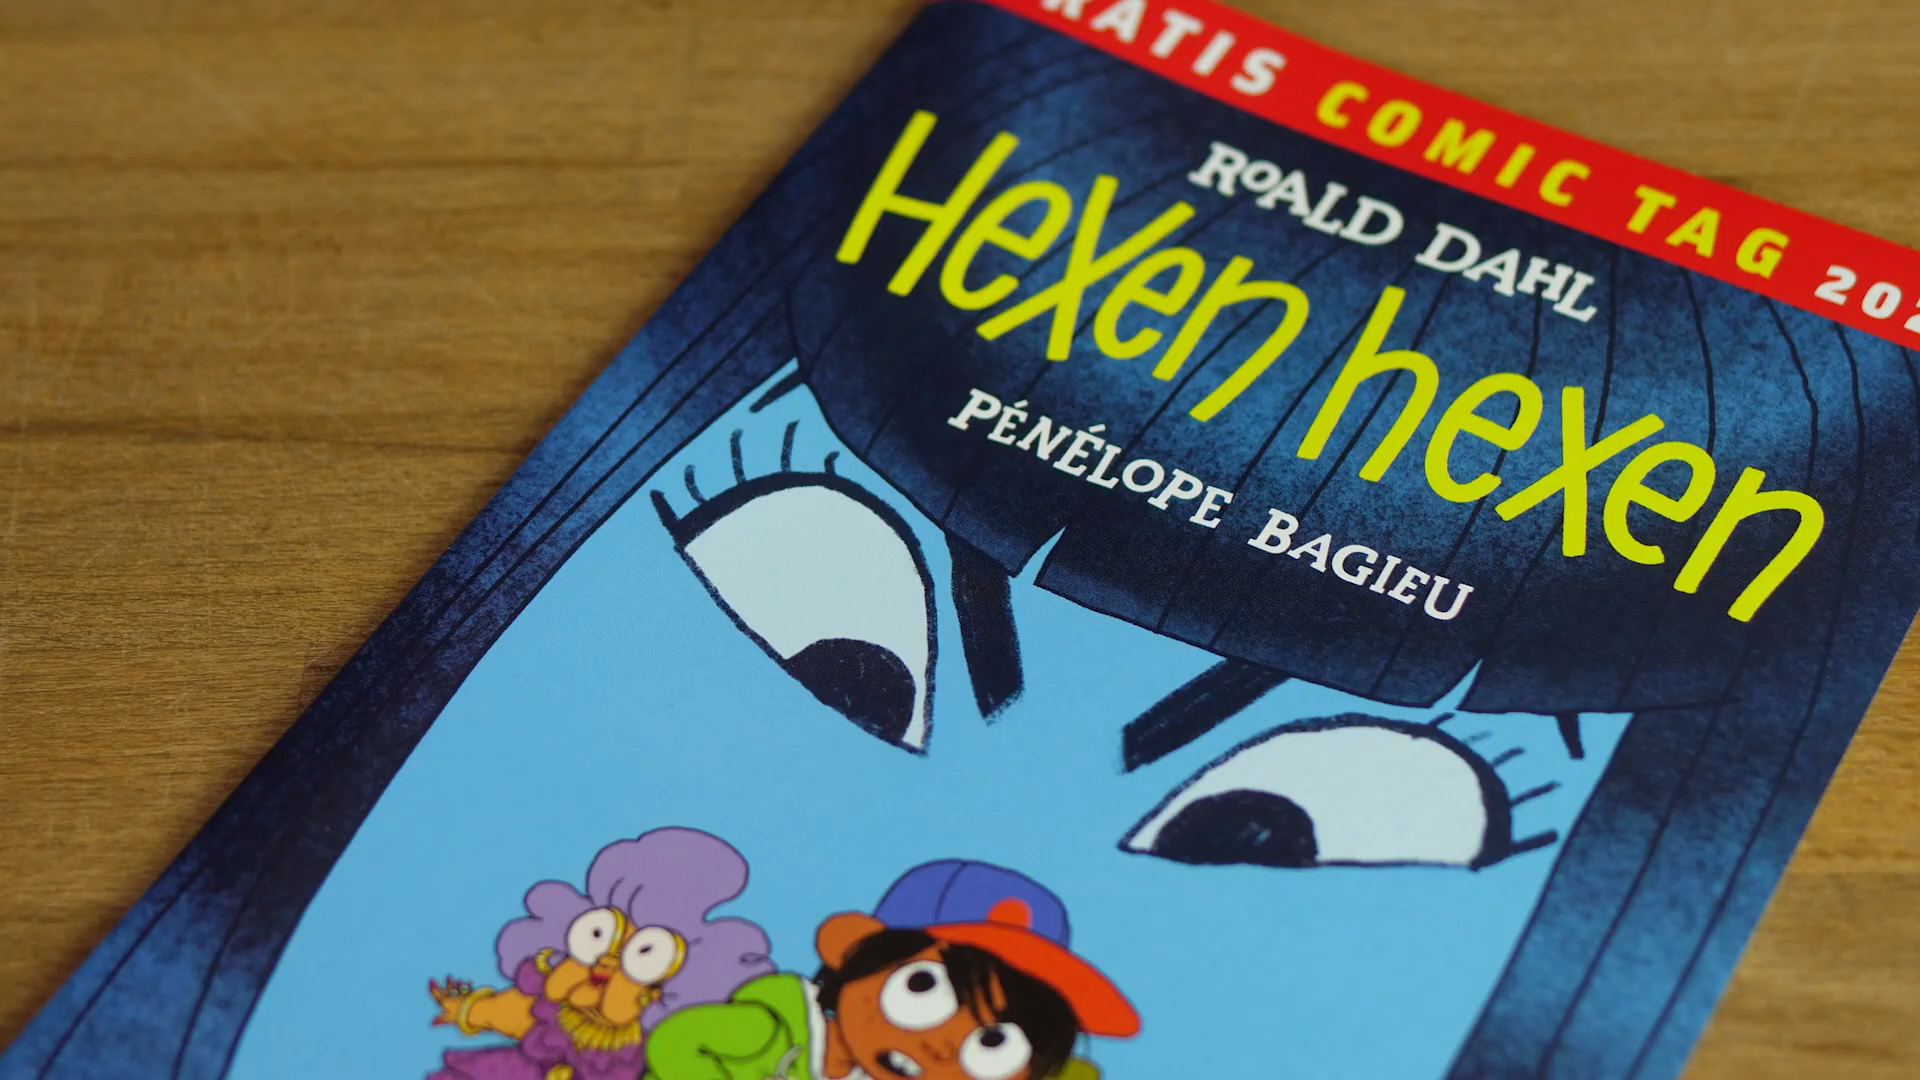 RATIS COMIC TAG 202
ROALD DAHL
Hexen hexen
PÉNÉLOPE BAGIEU